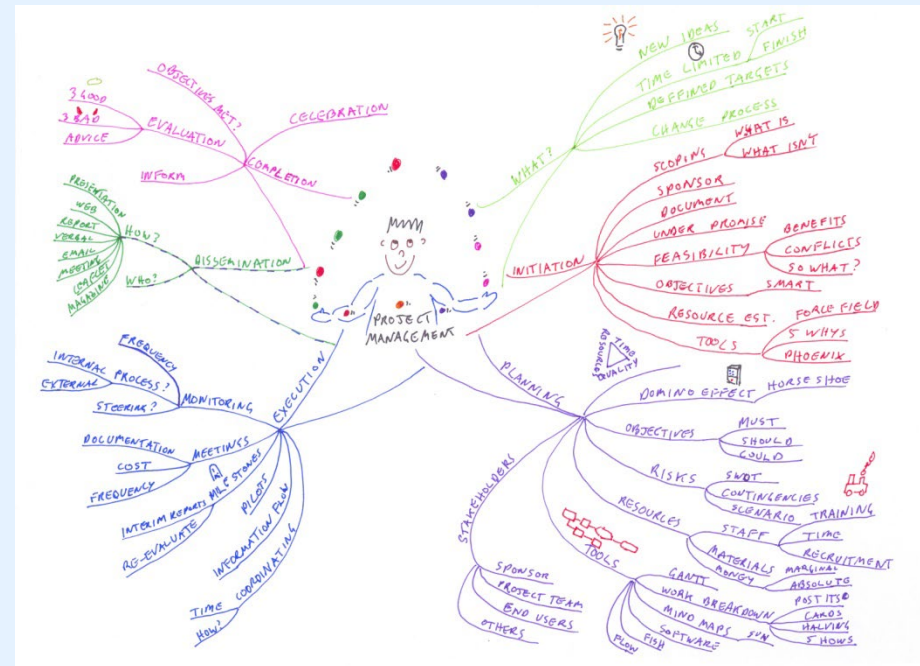 PROJECT
MANAGEMENT
WHAT?
NEW IDEAS
TIME LIMITED
START
FINISH
DEFFINED TARGETS
CHANGE PROCESS
INITIATION
SCOPING
WHAT IS
WHAT ISN'T
SPONSOR
DOCUMENT
UNDER PROMISE
FEASIBILITY
BENEFITS
CONFLICTS
SO WHAT?
OBJECTIVES
SMART
RESOURCE EST.
TOOLS
FORCE FIELD
5 WHYS
PHOENIX
PLANNING
TIME
RESOURCES
QUALITY
DOMINO EFFECT
HORSE SHOE
OBJECTIVES
MUST
SHOULD
COULD
RISKS
SWOT
CONTINGENCIES
SCENARIO
RESOURCES
STAFF
TRAINING
TIME
RECRUITMENT
MATERIALS
MONEY
MARGINAL
ABSOLUTE
TOOLS
GANTT
WORK BREAKDOWN
POST ITS
CARDS
HALVING
5 HOWS
MIND MAPS
SUN
SOFTWARE
FISH
FLOW
STAKEHOLDERS
SPONSOR
PROJECT TEAM
END USERS
OTHERS
EXECUTION
MONITORING
FREQUENCY
PROCESS?
INTERNAL
EXTERNAL
STEERING?
MEETINGS
DOCUMENTATION
COST
FREQUENCY
MILESTONES
INTERIM REPORTS
RE-EVALUATE
PILOTS
INFORMATION FLOW
COORDINATING
TIME
HOW?
DISSEMINATION
HOW?
PRESENTATION
WEB
REPORT
VERBAL
EMAIL
MEETING
LEAFLET
MAGAZINE
WHO?
COMPLETION
OBJECTIVES MET?
CELEBRATION
EVALUATION
3 GOOD
3 BAD
ADVICE
INFORM